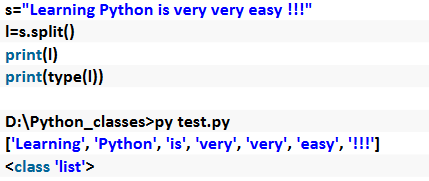 s="Learning Python is very very easy !!!"
l=s.split()
print(l)
print(type(l))
D:\Python_classes>py test.py
['Learning', 'Python', 'is', 'very', 'very', 'easy', '!!!']
<class 'list'>